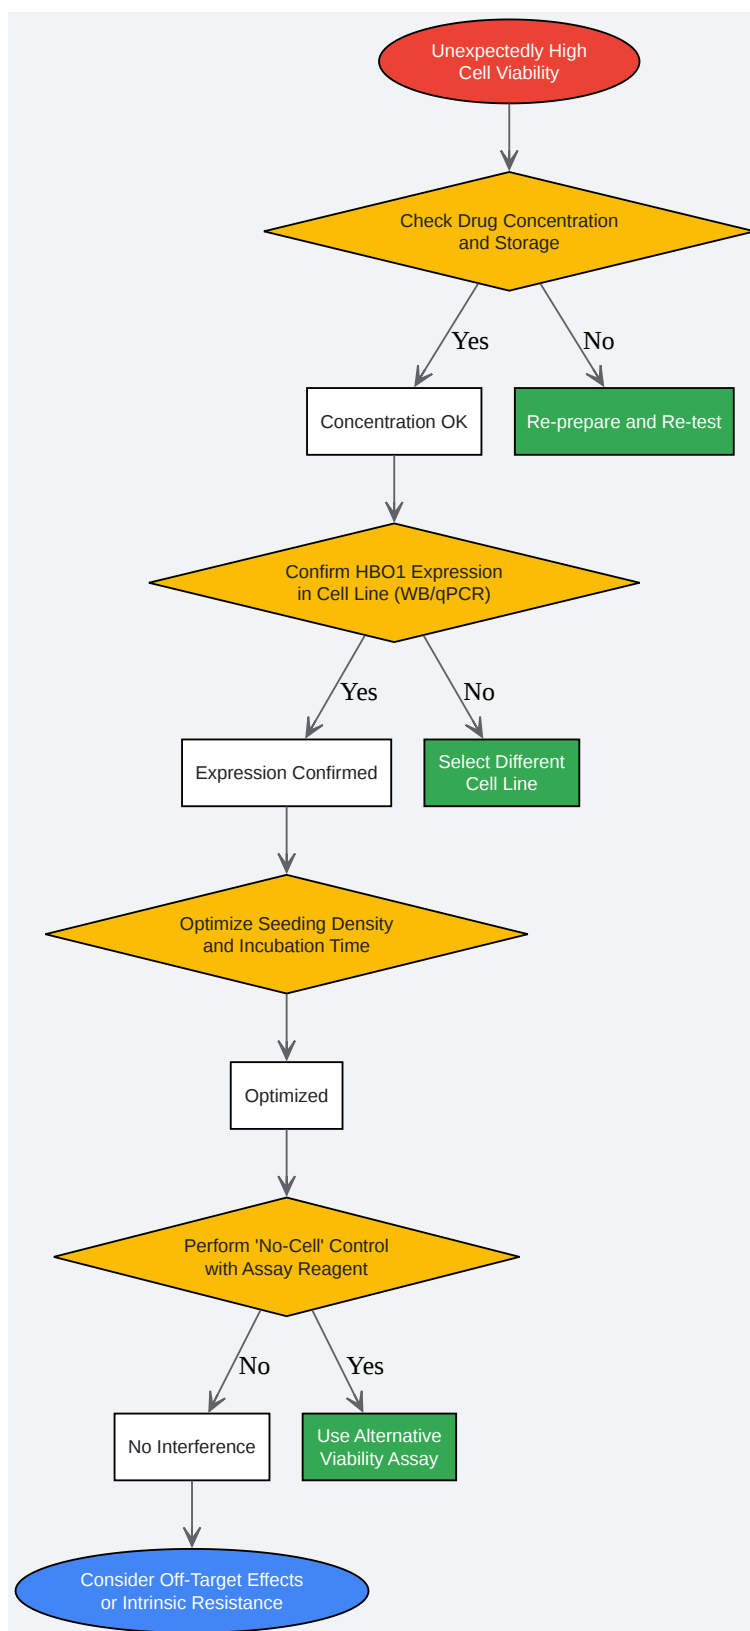 Unexpectedly High
Cell Viability
Check Drug Concentration
and Storage
Yes
No
Concentration OK
Re-prepare and Re-test
Confirm HBO1 Expression
in Cell Line (WB/qPCR)
Yes
No
Expression Confirmed
Select Different
Cell Line
Optimize Seeding Density
and Incubation Time
Optimized
Perform 'No-Cell' Control
with Assay Reagent
No
Yes
No Interference
Use Alternative
Viability Assay
Consider Off-Target Effects
or Intrinsic Resistance